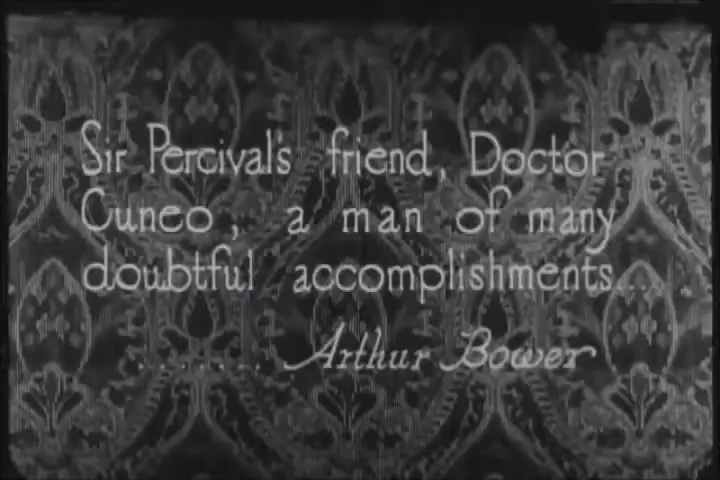 Sir Percival's friend, Doctor
Cuneo, a man of many
doubtful accomplishments....
......... Arthur Bower